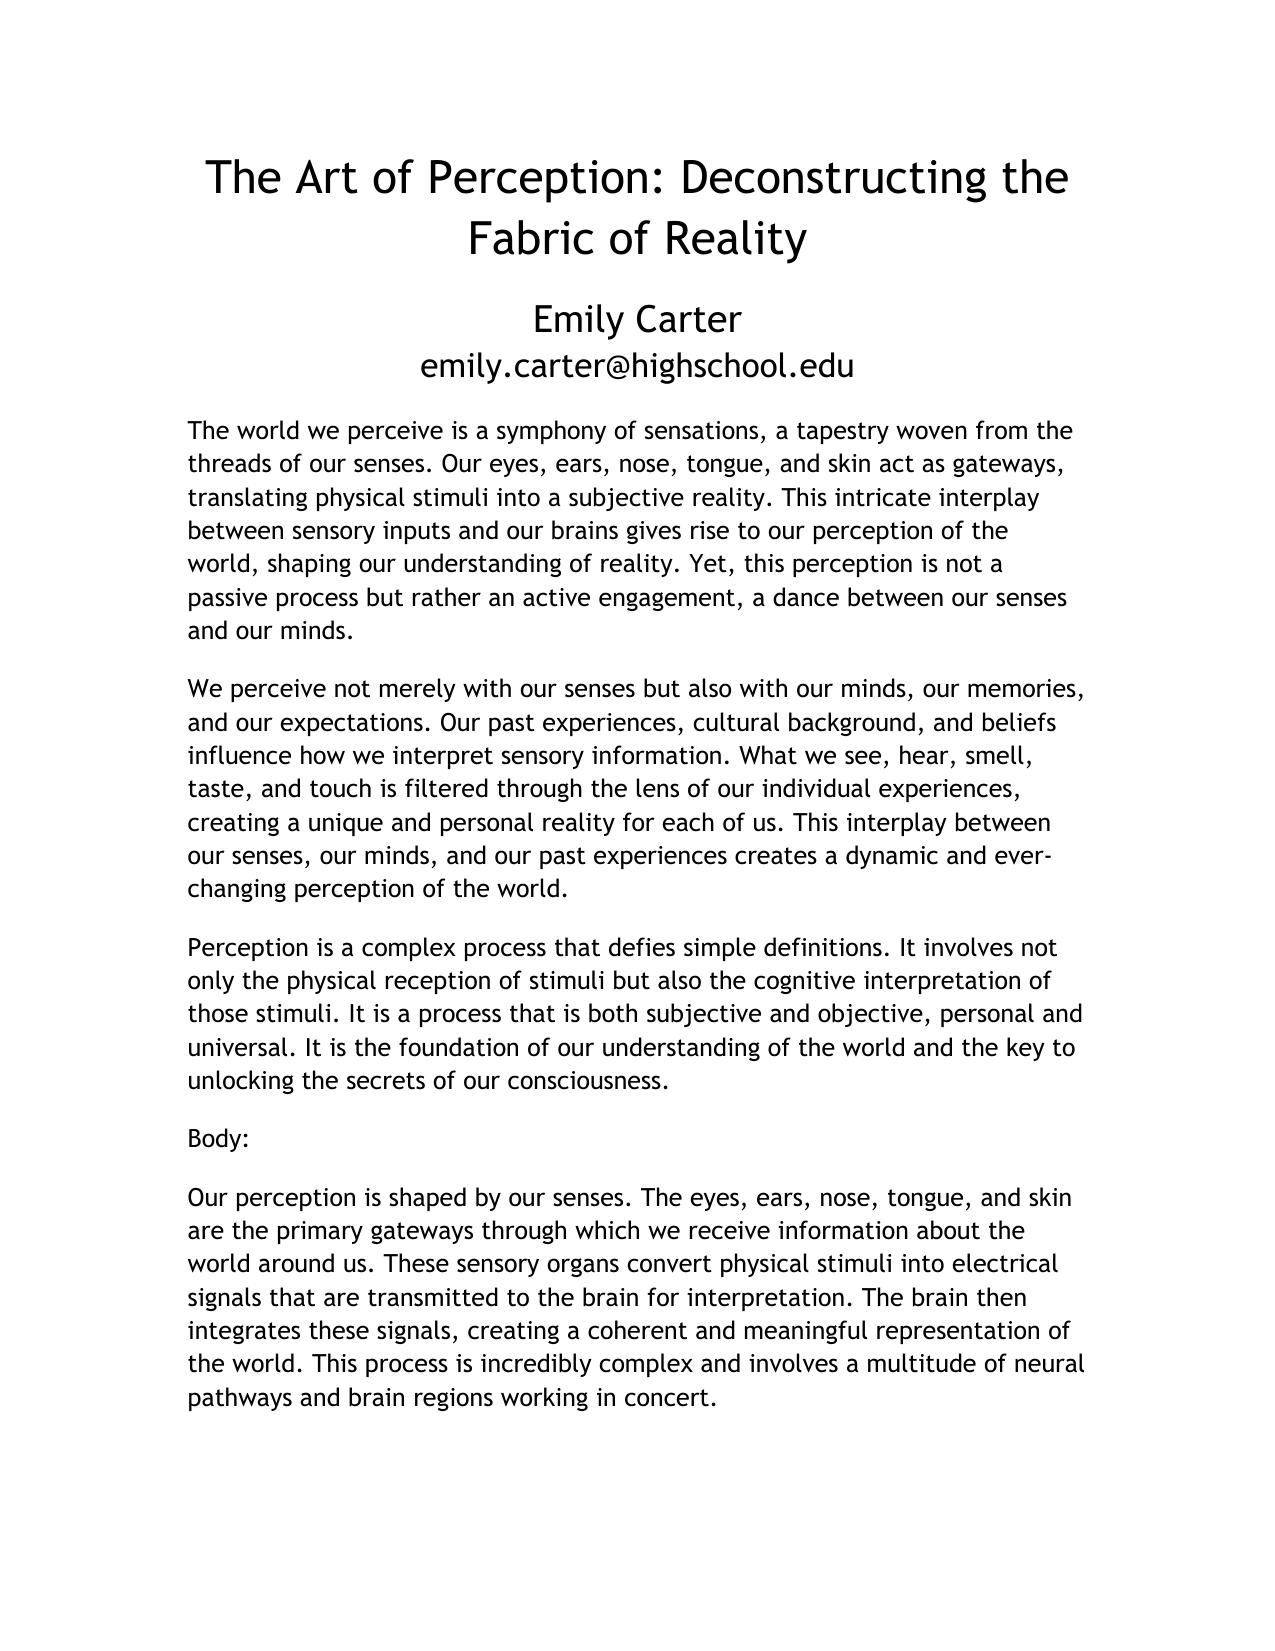 The Art of Perception: Deconstructing the
Fabric of Reality
Emily Carter
emily.carter@highschool.edu
The world we perceive is a symphony of sensations, a tapestry woven from the
threads of our senses. Our eyes, ears, nose, tongue, and skin act as gateways,
translating physical stimuli into a subjective reality. This intricate interplay
between sensory inputs and our brains gives rise to our perception of the
world, shaping our understanding of reality. Yet, this perception is not a
passive process but rather an active engagement, a dance between our senses
and our minds.
We perceive not merely with our senses but also with our minds, our memories,
and our expectations. Our past experiences, cultural background, and beliefs
influence how we interpret sensory information. What we see, hear, smell,
taste, and touch is filtered through the lens of our individual experiences,
creating a unique and personal reality for each of us. This interplay between
our senses, our minds, and our past experiences creates a dynamic and ever-
changing perception of the world.
Perception is a complex process that defies simple definitions. It involves not
only the physical reception of stimuli but also the cognitive interpretation of
those stimuli. It is a process that is both subjective and objective, personal and
universal. It is the foundation of our understanding of the world and the key to
unlocking the secrets of our consciousness.
Body:
Our perception is shaped by our senses. The eyes, ears, nose, tongue, and skin
are the primary gateways through which we receive information about the
world around us. These sensory organs convert physical stimuli into electrical
signals that are transmitted to the brain for interpretation. The brain then
integrates these signals, creating a coherent and meaningful representation of
the world. This process is incredibly complex and involves a multitude of neural
pathways and brain regions working in concert.